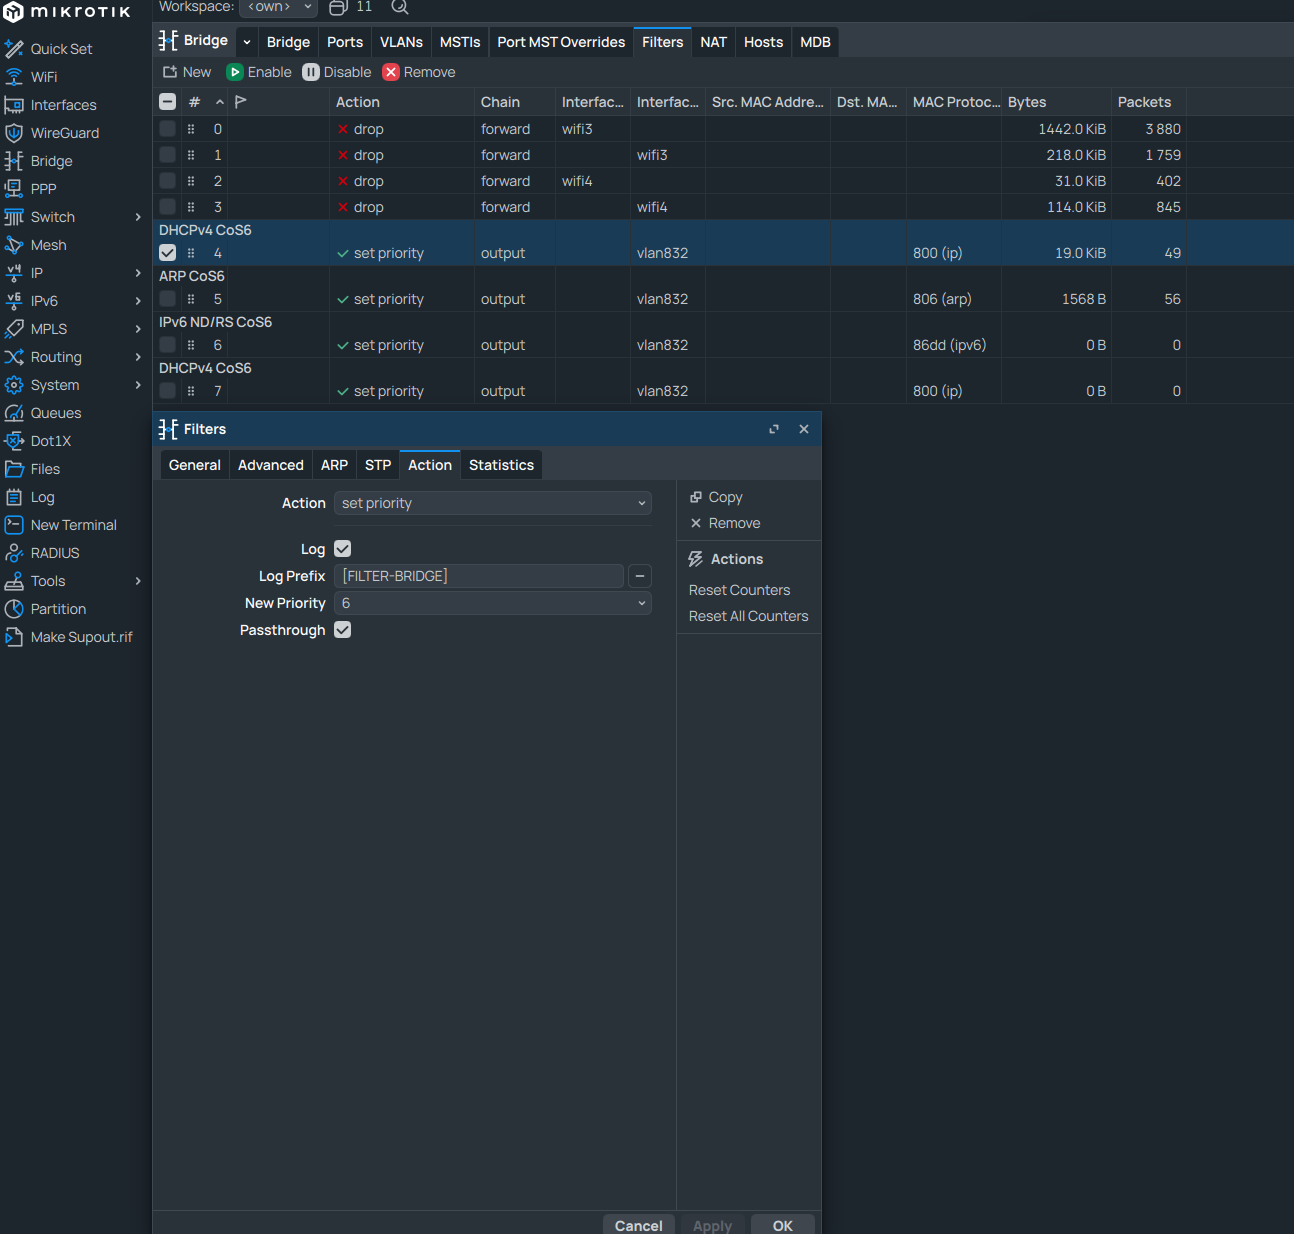 MikroTik
Workspace: <own> 11
Quick Set
WiFi
Interfaces
WireGuard
Bridge
PPP
Switch
Mesh
IP
IPv6
MPLS
Routing
System
Queues
Dot1X
Files
Log
New Terminal
RADIUS
Tools
Partition
Make Supout.rif
Bridge Bridge Ports VLANs MSTIs Port MST Overrides Filters NAT Hosts MDB
New Enable Disable Remove
# Action Chain Interfac... Interfac... Src. MAC Addre... Dst. MA... MAC Protoc... Bytes Packets
0 drop forward wifi3 1442.0 KiB 3 880
1 drop forward wifi3 218.0 KiB 1 759
2 drop forward wifi4 31.0 KiB 402
3 drop forward wifi4 114.0 KiB 845
DHCPv4 CoS6
4 set priority output vlan832 800 (ip) 19.0 KiB 49
ARP CoS6
5 set priority output vlan832 806 (arp) 1568 B 56
IPv6 ND/RS CoS6
6 set priority output vlan832 86dd (ipv6) 0 B 0
DHCPv4 CoS6
7 set priority output vlan832 800 (ip) 0 B 0
Filters
General Advanced ARP STP Action Statistics
Action set priority
Log
Log Prefix [FILTER-BRIDGE]
New Priority 6
Passthrough
Copy
Remove
Actions
Reset Counters
Reset All Counters
Cancel Apply OK